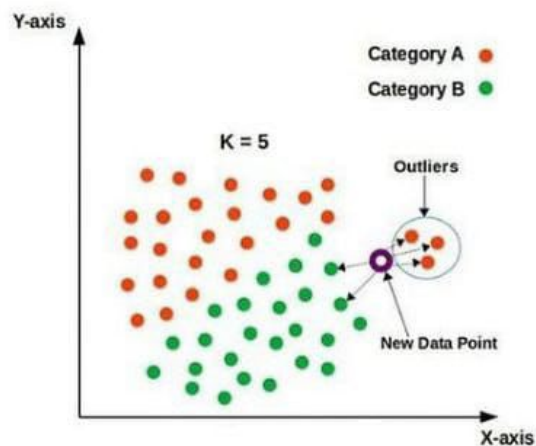 Y-axis
Category A
Category B
K = 5
Outliers
New Data Point
X-axis